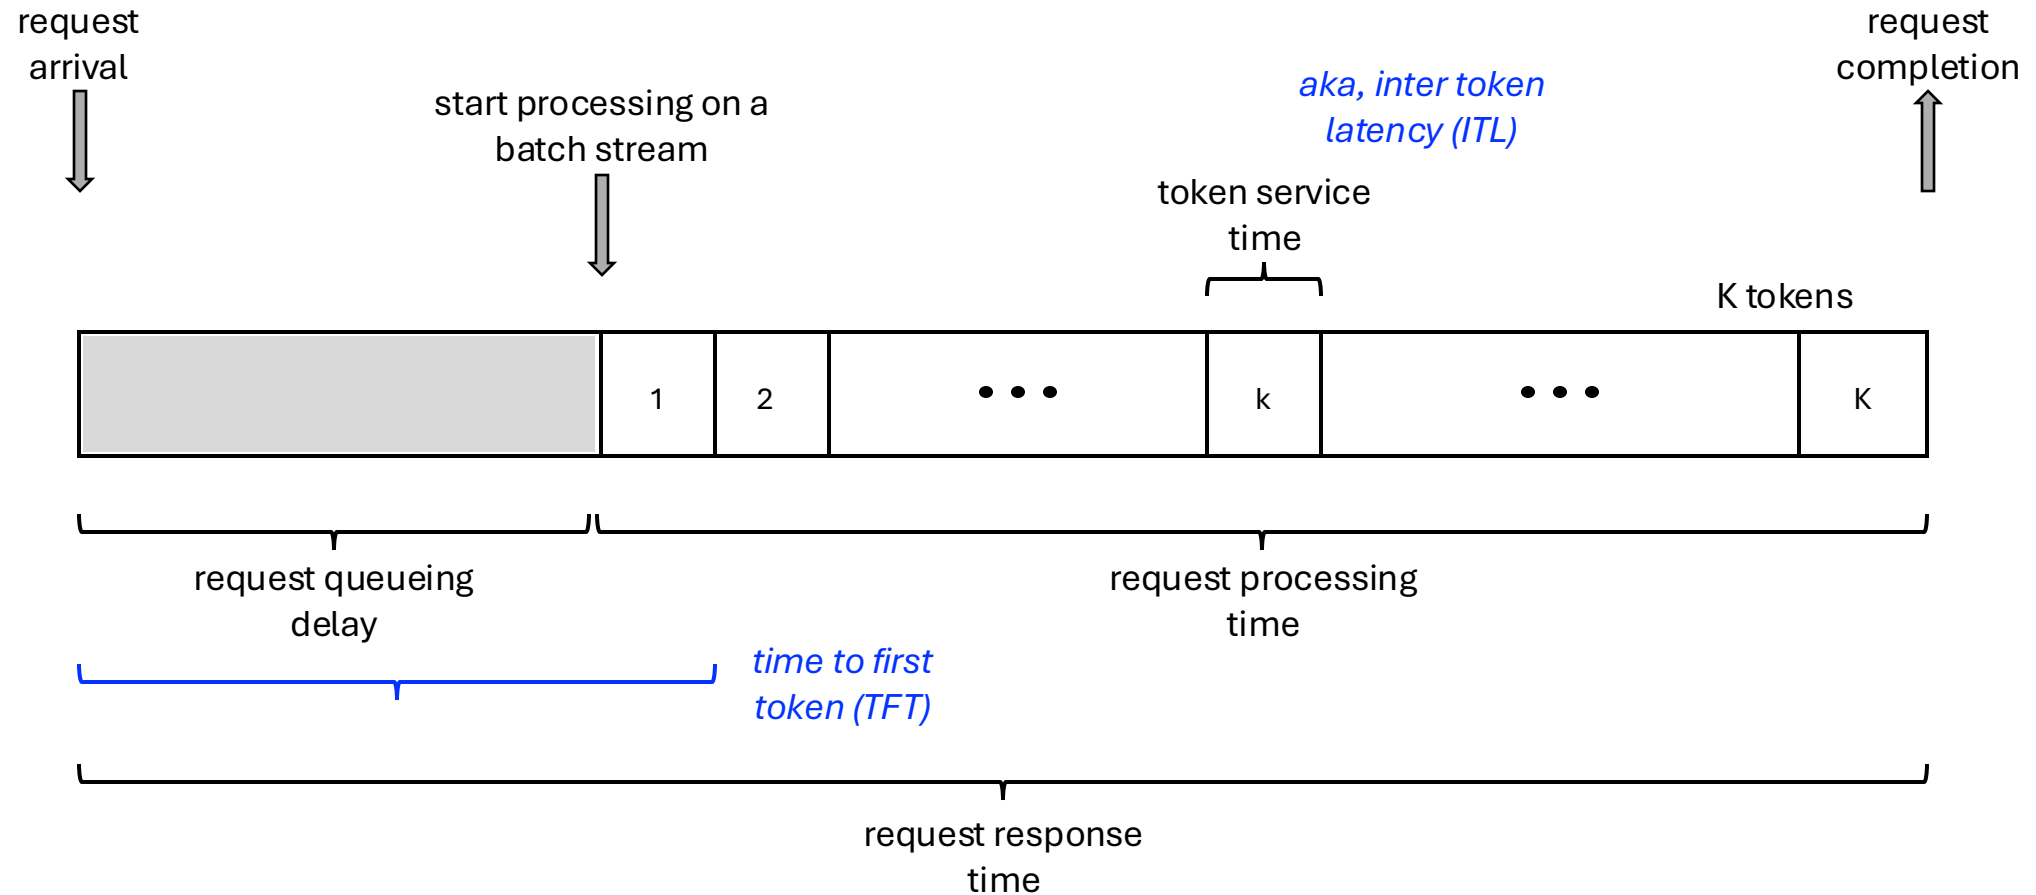 request
arrival
request
completion
start processing on a
batch stream
aka, inter token
latency (ITL)
token service
time
K tokens
1
2
k
K
request queueing
delay
request processing
time
time to first
token (TFT)
request response
time